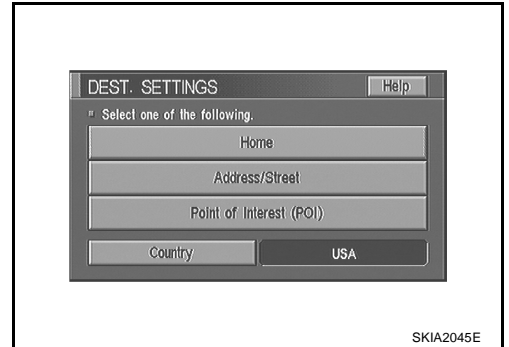 DEST. SETTINGS Help
Select one of the following.
Home
Address/Street
Point of Interest (POI)
Country USA
SKIA2045E